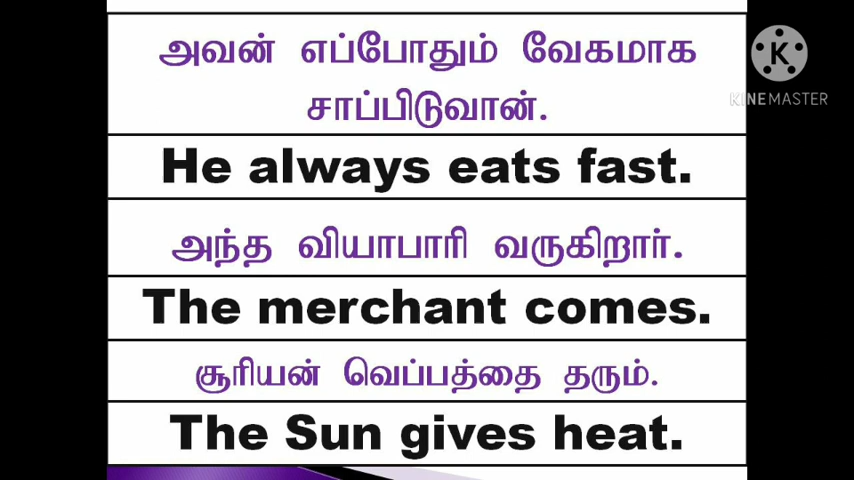 அவன் எப்போதும் வேகமாக
சாப்பிடுவான்.
He always eats fast.
அந்த வியாபாரி வருகிறார்.
The merchant comes.
சூரியன் வெப்பத்தை தரும்.
The Sun gives heat.
K
KINEMASTER